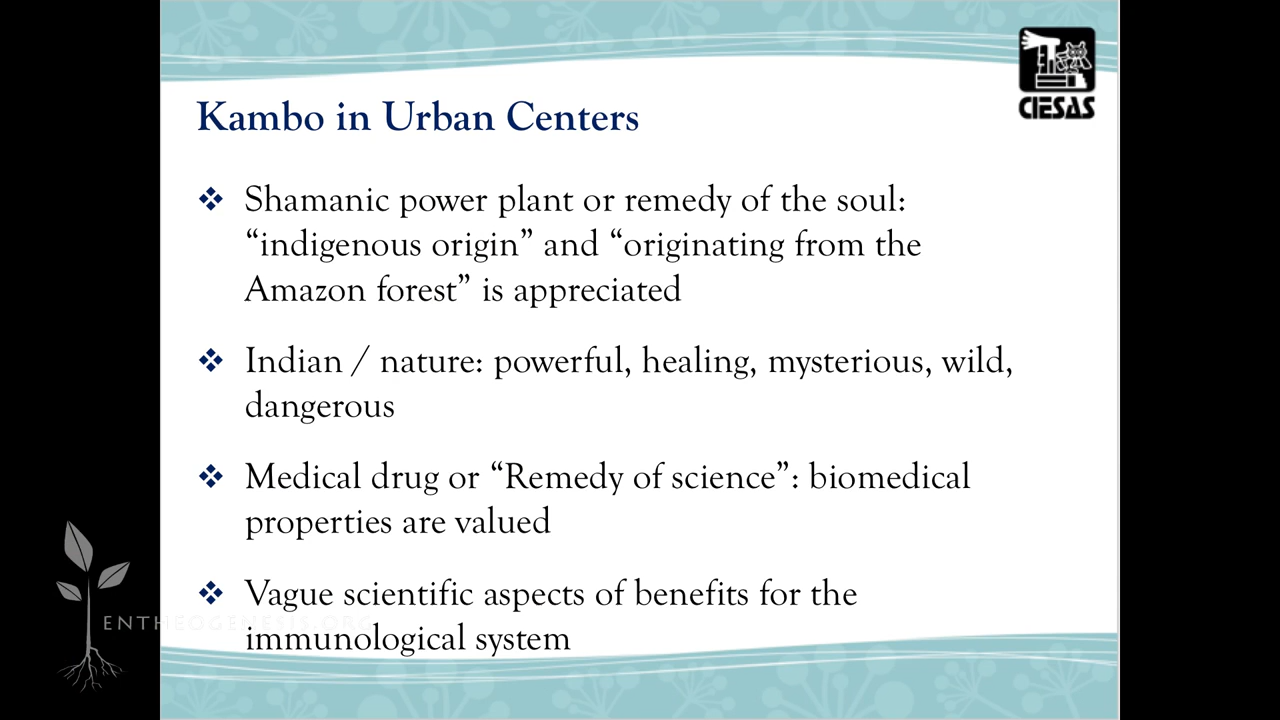 CIESAS
Kambo in Urban Centers
Shamanic power plant or remedy of the soul:
“indigenous origin” and “originating from the
Amazon forest” is appreciated
Indian / nature: powerful, healing, mysterious, wild,
dangerous
Medical drug or “Remedy of science”: biomedical
properties are valued
Vague scientific aspects of benefits for the
ENTHEOGENESIS.ORG
immunological system